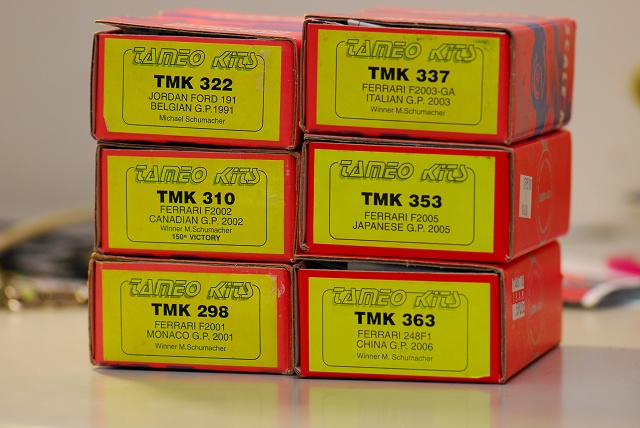 TAMEO KITS
TMK 322
JORDAN FORD 191
BELGIAN G.P.1991
Michael Schumacher
TAMEO KITS
TMK 337
FERRARI F2003-GA
ITALIAN G.P. 2003
Winner M.Schumacher
TAMEO KITS
TMK 310
FERRARI F2002
CANADIAN G.P. 2002
Winner M.Schumacher
150th VICTORY
TAMEO KITS
TMK 353
FERRARI F2005
JAPANESE G.P. 2005
TAMEO KITS
TMK 298
FERRARI F2001
MONACO G.P. 2001
Winner M.Schumacher
TAMEO KITS
TMK 363
FERRARI 248F1
CHINA G.P. 2006
Winner M. Schumacher